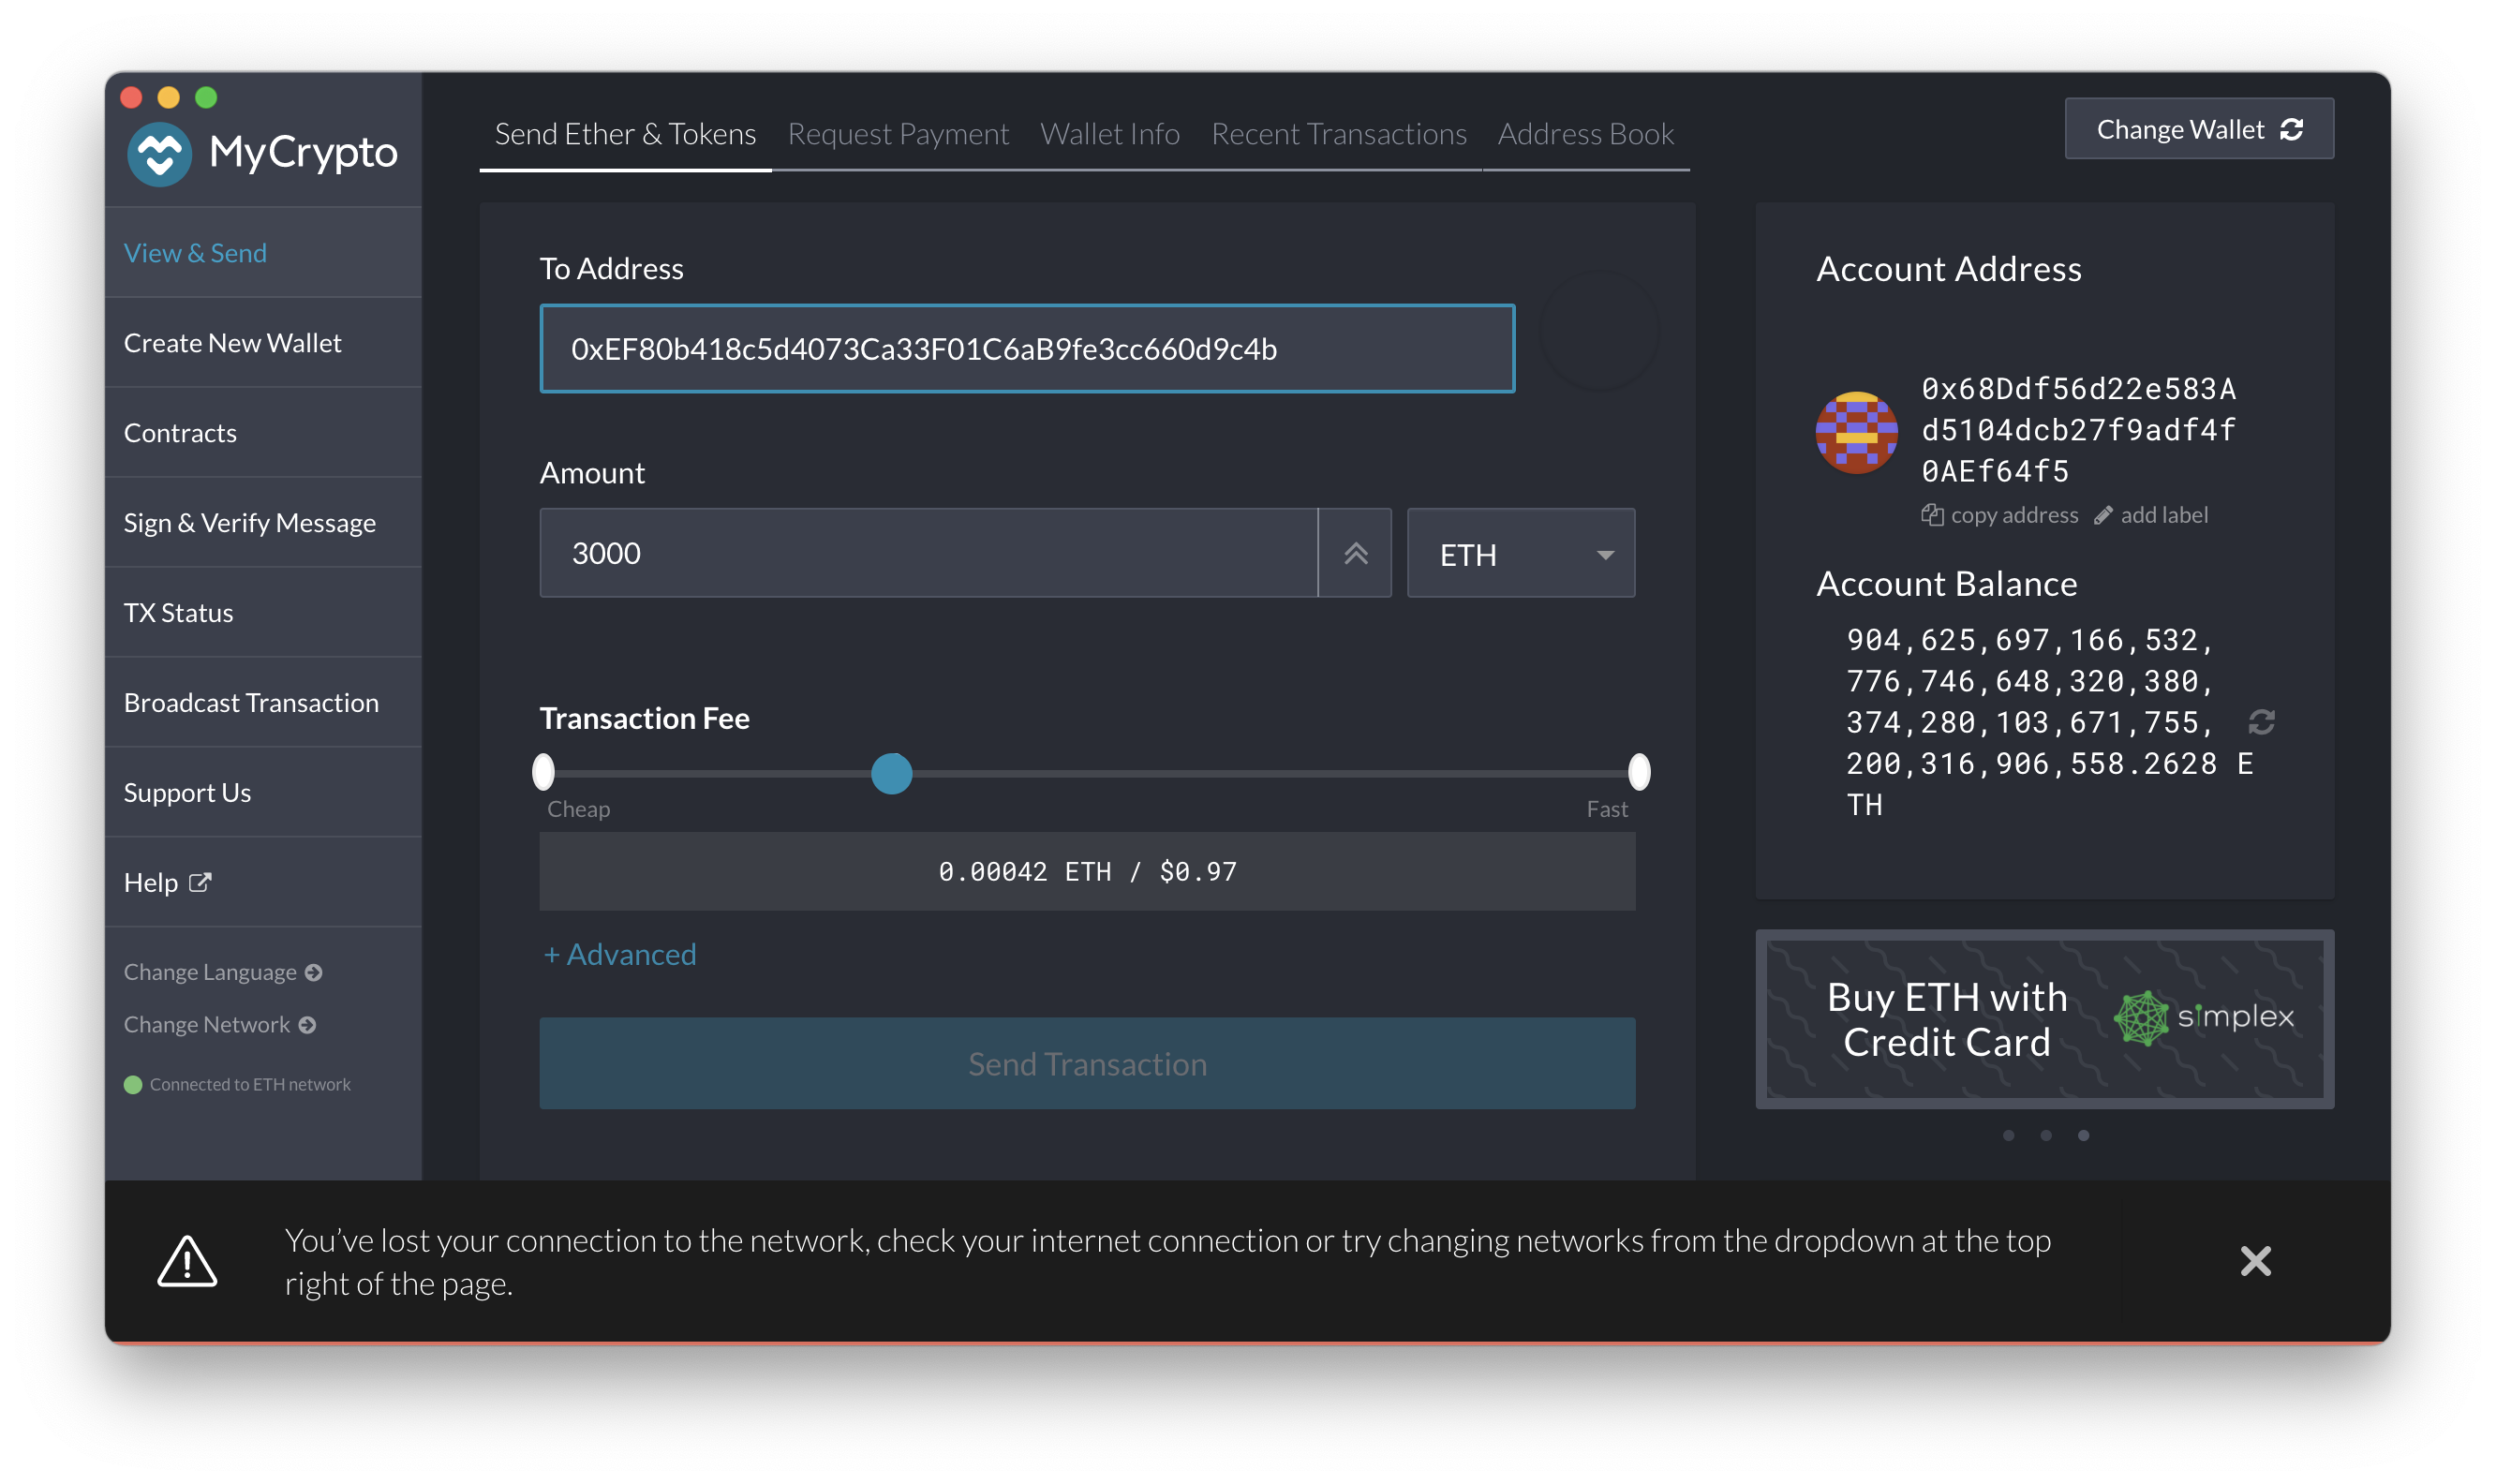 MyCrypto
View & Send
Create New Wallet
Contracts
Sign & Verify Message
TX Status
Broadcast Transaction
Support Us
Help
Change Language
Change Network
Connected to ETH network
Send Ether & Tokens
Request Payment
Wallet Info
Recent Transactions
Address Book
Change Wallet
To Address
0xEF80b418c5d4073Ca33F01C6aB9fe3cc660d9c4b
Amount
3000
ETH
Transaction Fee
Cheap
Fast
0.00042 ETH / $0.97
+ Advanced
Send Transaction
Account Address
0x68Ddf56d22e583A
d5104dcb27f9adf4f
0AEf64f5
copy address
add label
Account Balance
904,625,697,166,532,
776,746,648,320,380,
374,280,103,671,755,
200,316,906,558.2628 E
TH
Buy ETH with
Credit Card
simplex
You’ve lost your connection to the network, check your internet connection or try changing networks from the dropdown at the top
right of the page.